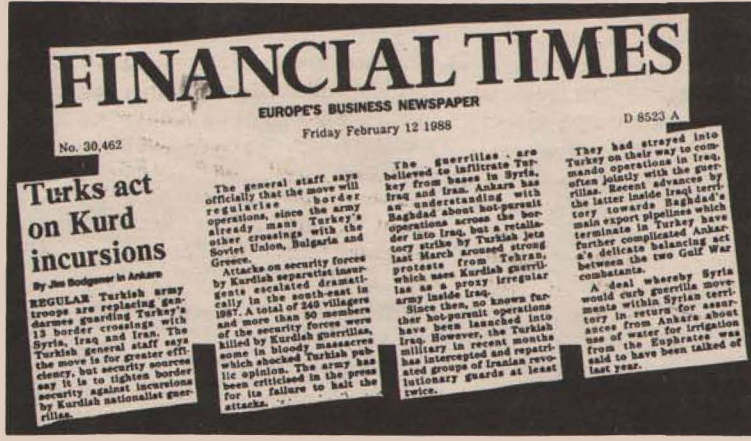 FINANCIAL TIMES
EUROPE'S BUSINESS NEWSPAPER
No. 30,462
Friday February 12 1988
D 8523 A
Turks act
on Kurd
incursions
By Jim Bodgener in Ankara
REGULAR Turkish army
troops are replacing gen-
darmes guarding Turkey's
13 border crossings with
Syria, Iraq and Iran. The
Turkish general staff says
the move is for greater effi-
ciency, but security sources
say it is to tighten border
security against incursions
by Kurdish nationalist guer-
rillas.
The general staff says
officially that the move will
regularise border
operations, since the army
already mans Turkey's
other crossings with the
Soviet Union, Bulgaria and
Greece.
Attacks on security forces
by Kurdish separatist insur-
gents escalated dramati-
cally in the south-east in
1987. A total of 249 villagers
and more than 50 members
of the security forces were
killed by Kurdish guerrillas,
some in bloody massacres
which shocked Turkish pub-
lic opinion. The army has
been criticised in the press
for its failure to halt the
attacks.
The guerrillas are
believed to infiltrate Tur-
key from bases in Syria,
Iraq and Iran. Ankara has
an understanding with
Baghdad about hot-pursuit
operations across the bor-
der into Iraq, but a retalia-
tory strike by Turkish jets
last March aroused strong
protests from Tehran,
which uses Kurdish guerril-
las as a proxy irregular
army inside Iraq.
Since then, no known fur-
ther hot-pursuit operations
have been launched into
Iraq. However, the Turkish
military in recent months
has intercepted and repatri-
ated groups of Iranian revo-
lutionary guards at least
twice.
They had strayed into
Turkey on their way to com-
mando operations in Iraq,
often jointly with the guer-
rillas. Recent advances by
the latter inside Iraqi terri-
tory towards Baghdad's
main export pipelines which
terminate in Turkey have
further complicated Ankar-
a's delicate balancing act
between the two Gulf War
combatants.
A deal whereby Syria
would curb guerrilla move-
ments within Syrian terri-
tory in return for assur-
ances from Ankara about
use of water for irrigation
from the Euphrates was
said to have been talked of
last year.